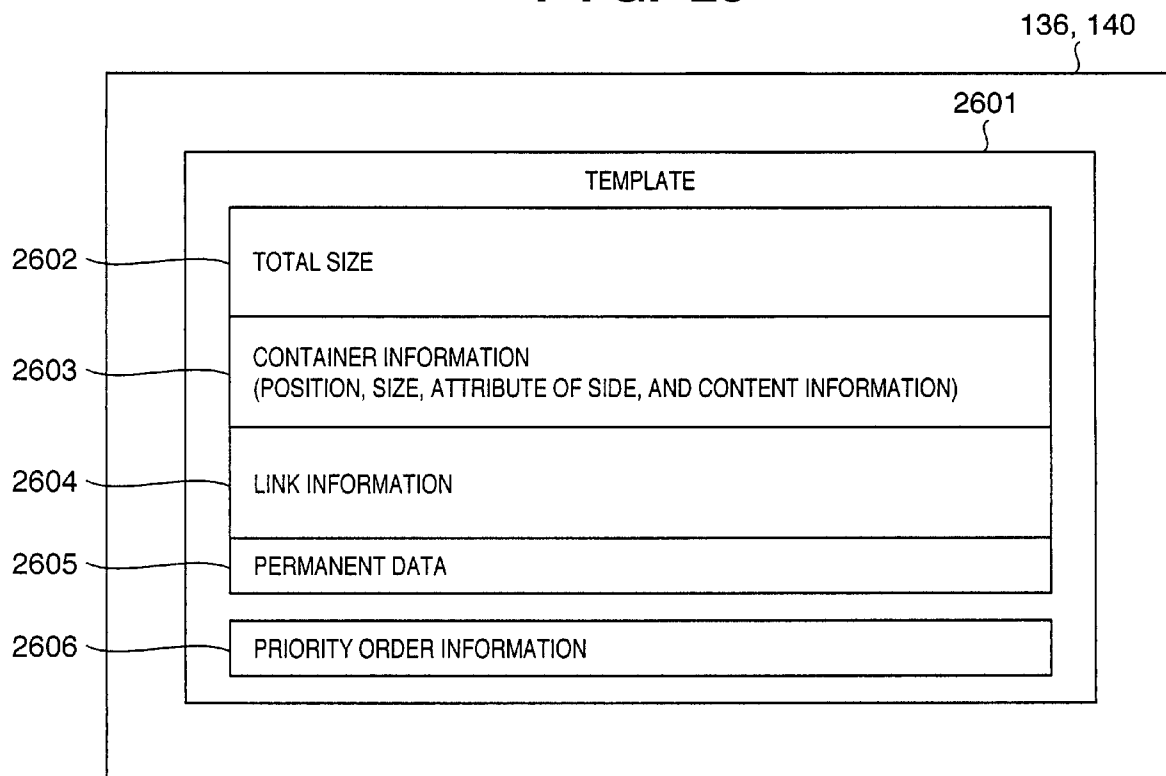 136, 140
2601
TEMPLATE
2602
TOTAL SIZE
2603
CONTAINER INFORMATION
(POSITION, SIZE, ATTRIBUTE OF SIDE, AND CONTENT INFORMATION)
2604
LINK INFORMATION
2605
PERMANENT DATA
2606
PRIORITY ORDER INFORMATION